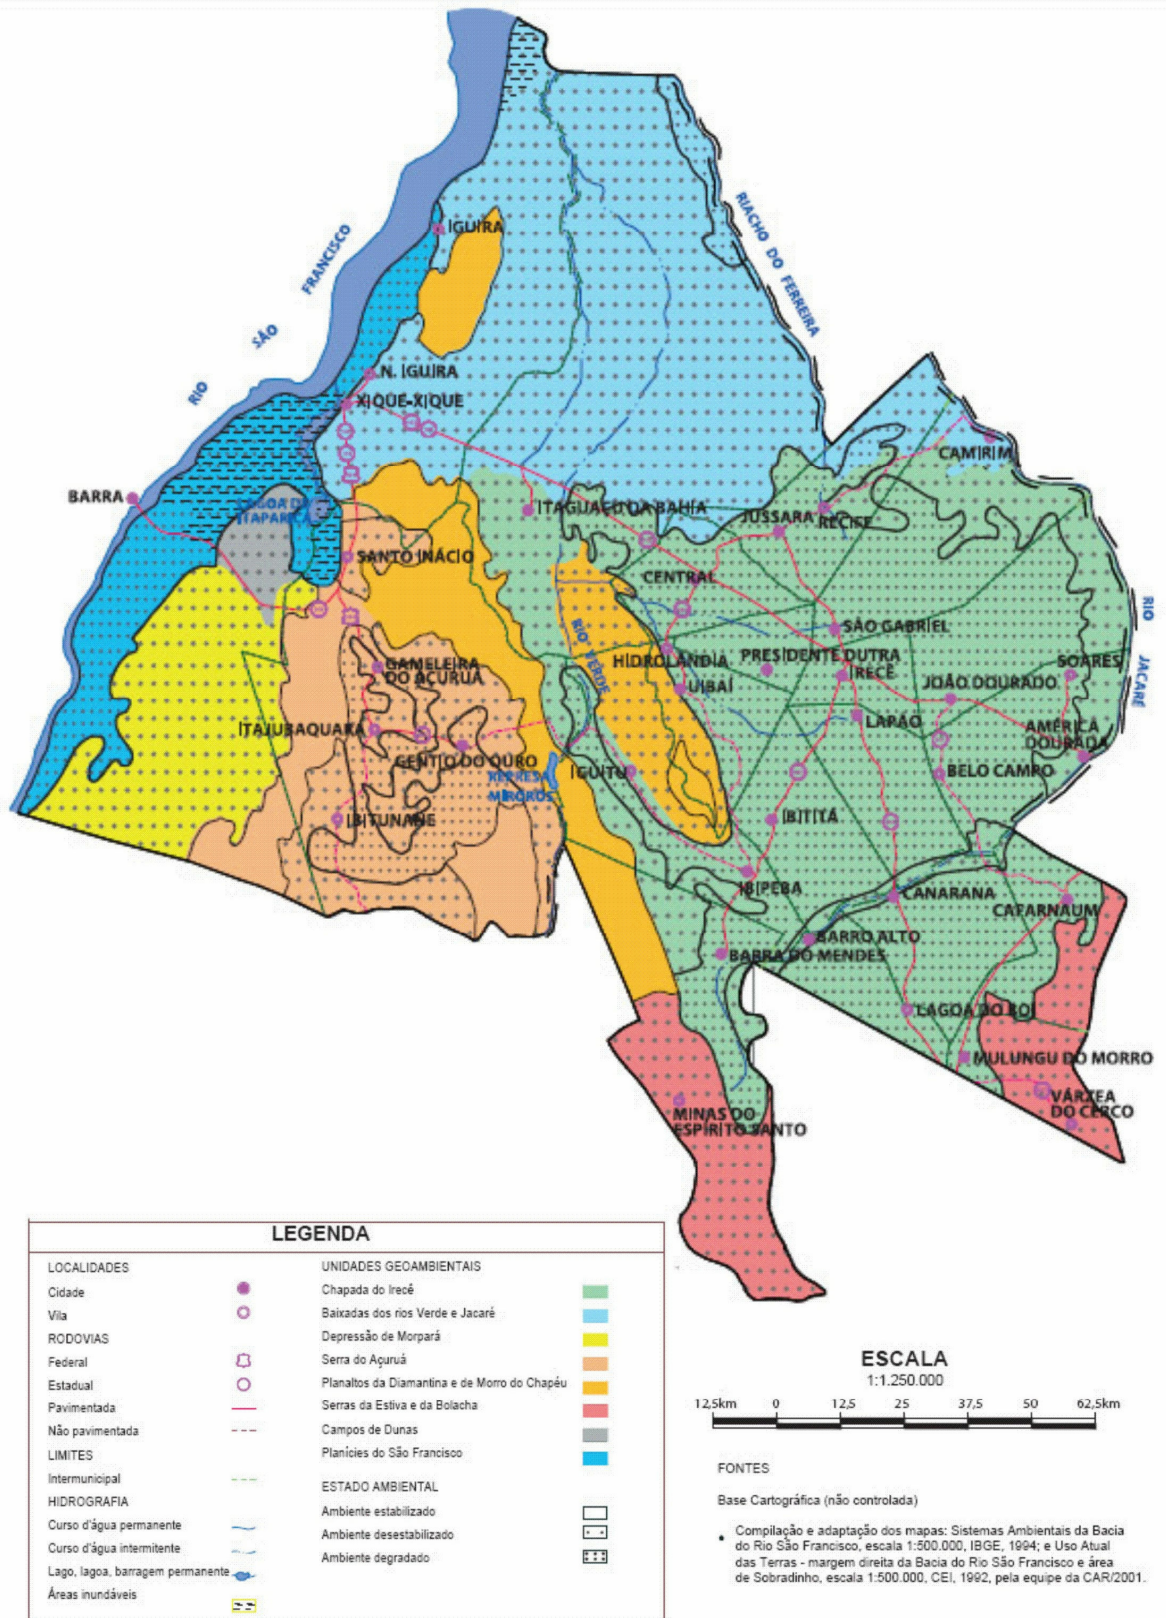 RIACHO DO FERREIRA
IGUIRA
RIO SÃO FRANCISCO
N. IGUIRA
XIQUE-XIQUE
CAMIRIM
BARRA
LAGOA DE
ITAPARICA
ITAGUAÇU DA BAHIA
JUSSARA
RECIFE
SANTO INÁCIO
CENTRAL
RIO JACARÉ
SÃO GABRIEL
RIO VERDE
HIDROLÂNDIA
PRESIDENTE DUTRA
SOARES
GAMELEIRA
DO AÇURUÁ
IRECÊ
UIBAÍ
JOÃO DOURADO
LAPÃO
ITAJUBAQUARA
AMÉRICA
DOURADA
GENTIO DO OURO
IGUITU
BELO CAMPO
REPRESA
MIROROS
IBITUNANE
IBITITÁ
IBIPEBA
CANARANA
CAFARNAUM
BARRO ALTO
BARRA DO MENDES
LAGOA DO BOI
MULUNGU DO MORRO
VÁRZEA
DO CERCO
MINAS DO
ESPÍRITO SANTO
LEGENDA
LOCALIDADES
Cidade
Vila
RODOVIAS
Federal
Estadual
Pavimentada
Não pavimentada
LIMITES
Intermunicipal
HIDROGRAFIA
Curso d'água permanente
Curso d'água intermitente
Lago, lagoa, barragem permanente
Áreas inundáveis
UNIDADES GEOAMBIENTAIS
Chapada do Irecê
Baixadas dos rios Verde e Jacaré
Depressão de Morpará
Serra do Açuruá
Planaltos da Diamantina e de Morro do Chapéu
Serras da Estiva e da Bolacha
Campos de Dunas
Planícies do São Francisco
ESTADO AMBIENTAL
Ambiente estabilizado
Ambiente desestabilizado
Ambiente degradado
ESCALA
1:1.250.000
12,5km 0 12,5 25 37,5 50 62,5km
FONTES
Base Cartográfica (não controlada)
• Compilação e adaptação dos mapas: Sistemas Ambientais da Bacia
do Rio São Francisco, escala 1:500.000, IBGE, 1994; e Uso Atual
das Terras - margem direita da Bacia do Rio São Francisco e área
de Sobradinho, escala 1:500.000, CEI, 1992, pela equipe da CAR/2001.